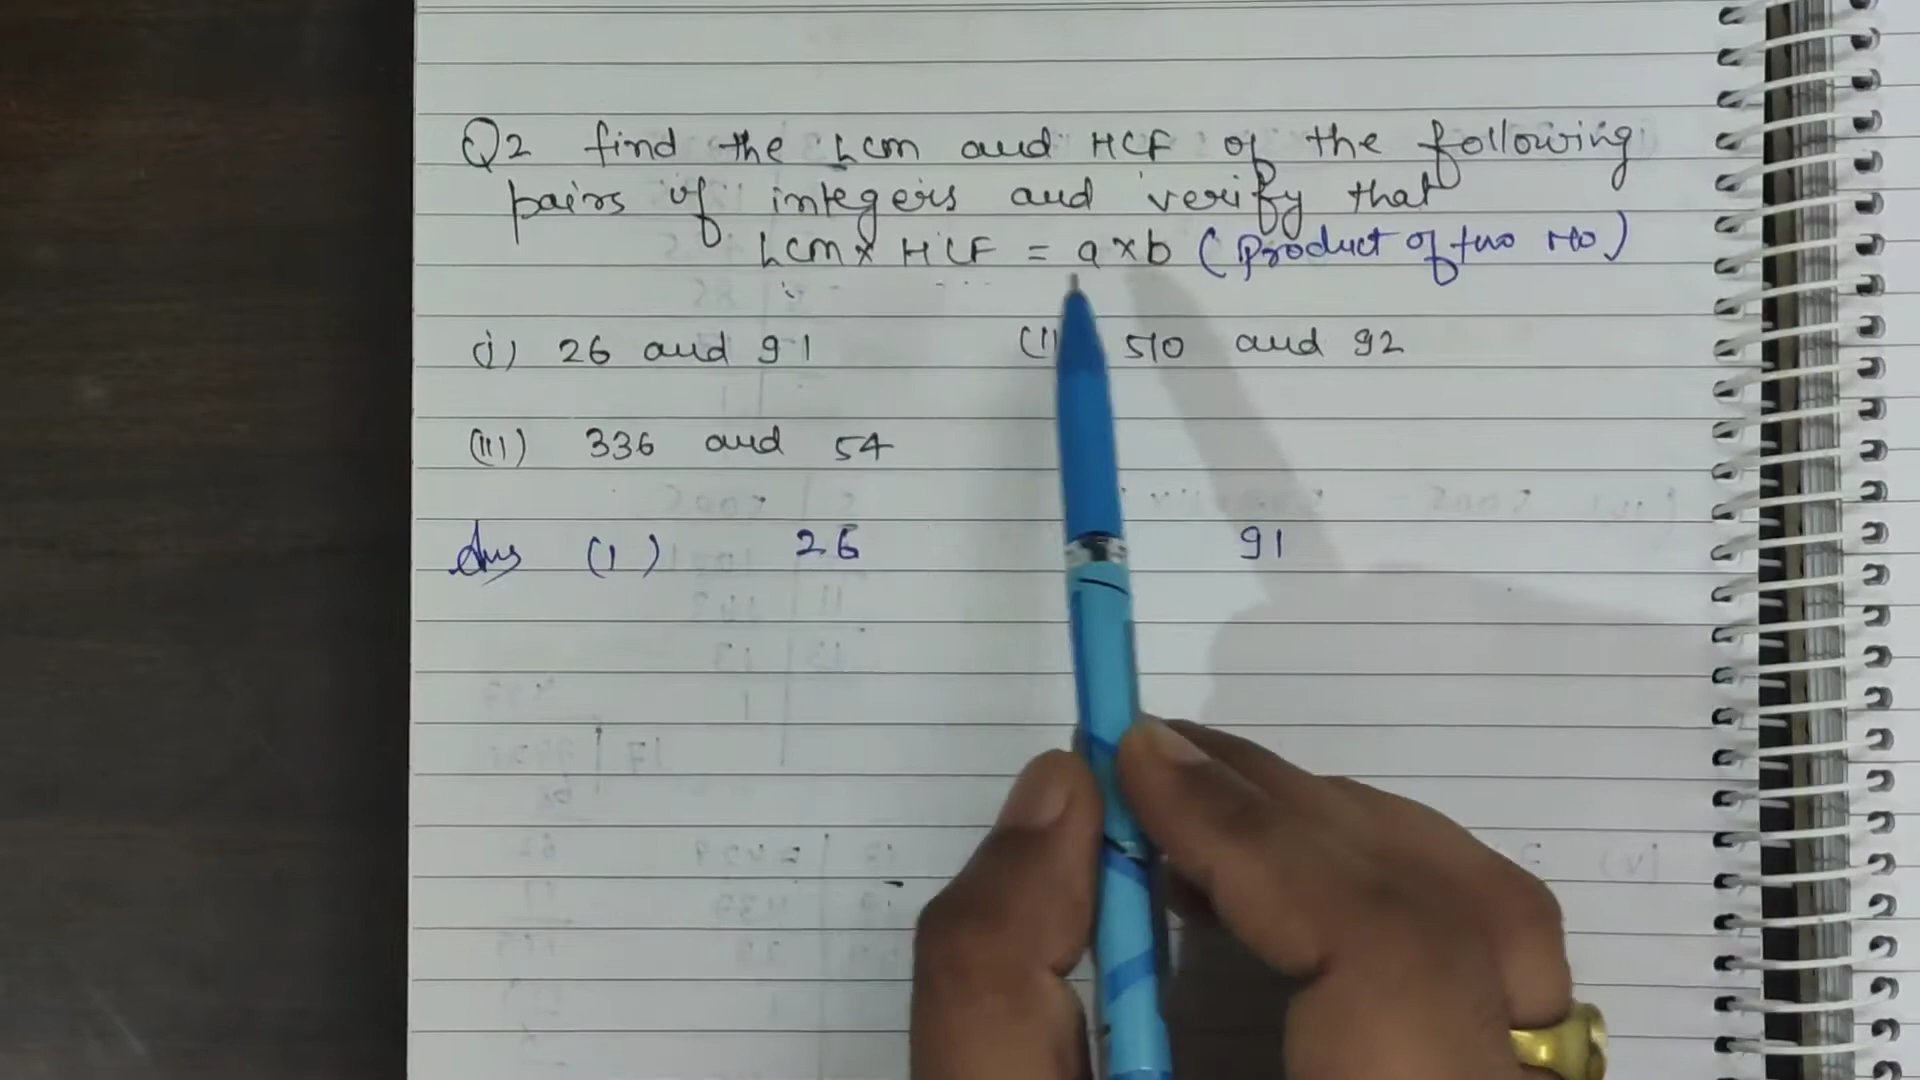 Q2 find the Lcm and HCF of the following
pairs of integers and verify that
Lcm x HCF = a x b (Product of two no)
(i) 26 and 91 (II) 510 and 92
(III) 336 and 54
Ans (1) 26 91